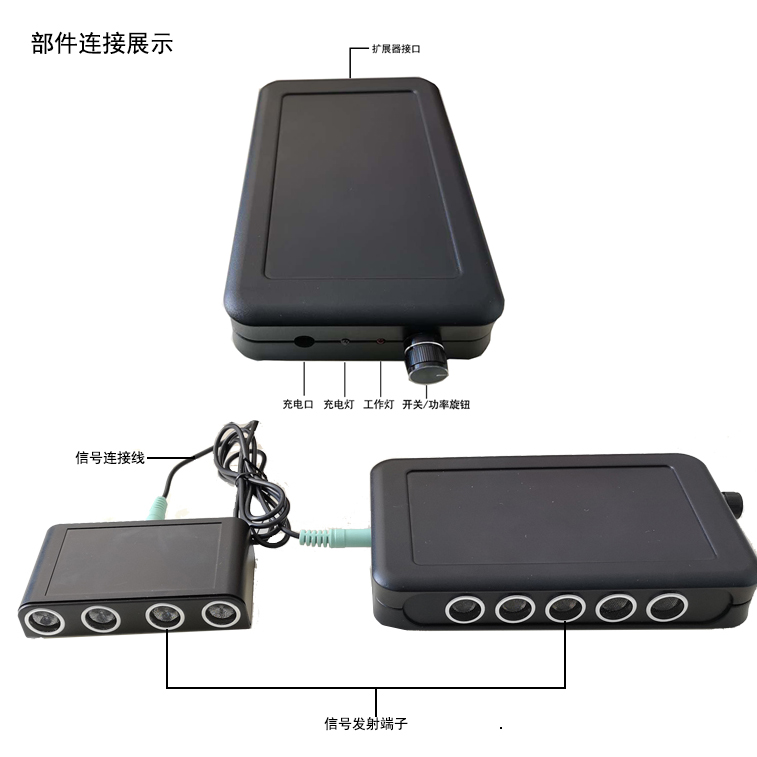 部件连接展示
扩展器接口
充电口 充电灯 工作灯 开关/功率旋钮
信号连接线
信号发射端子